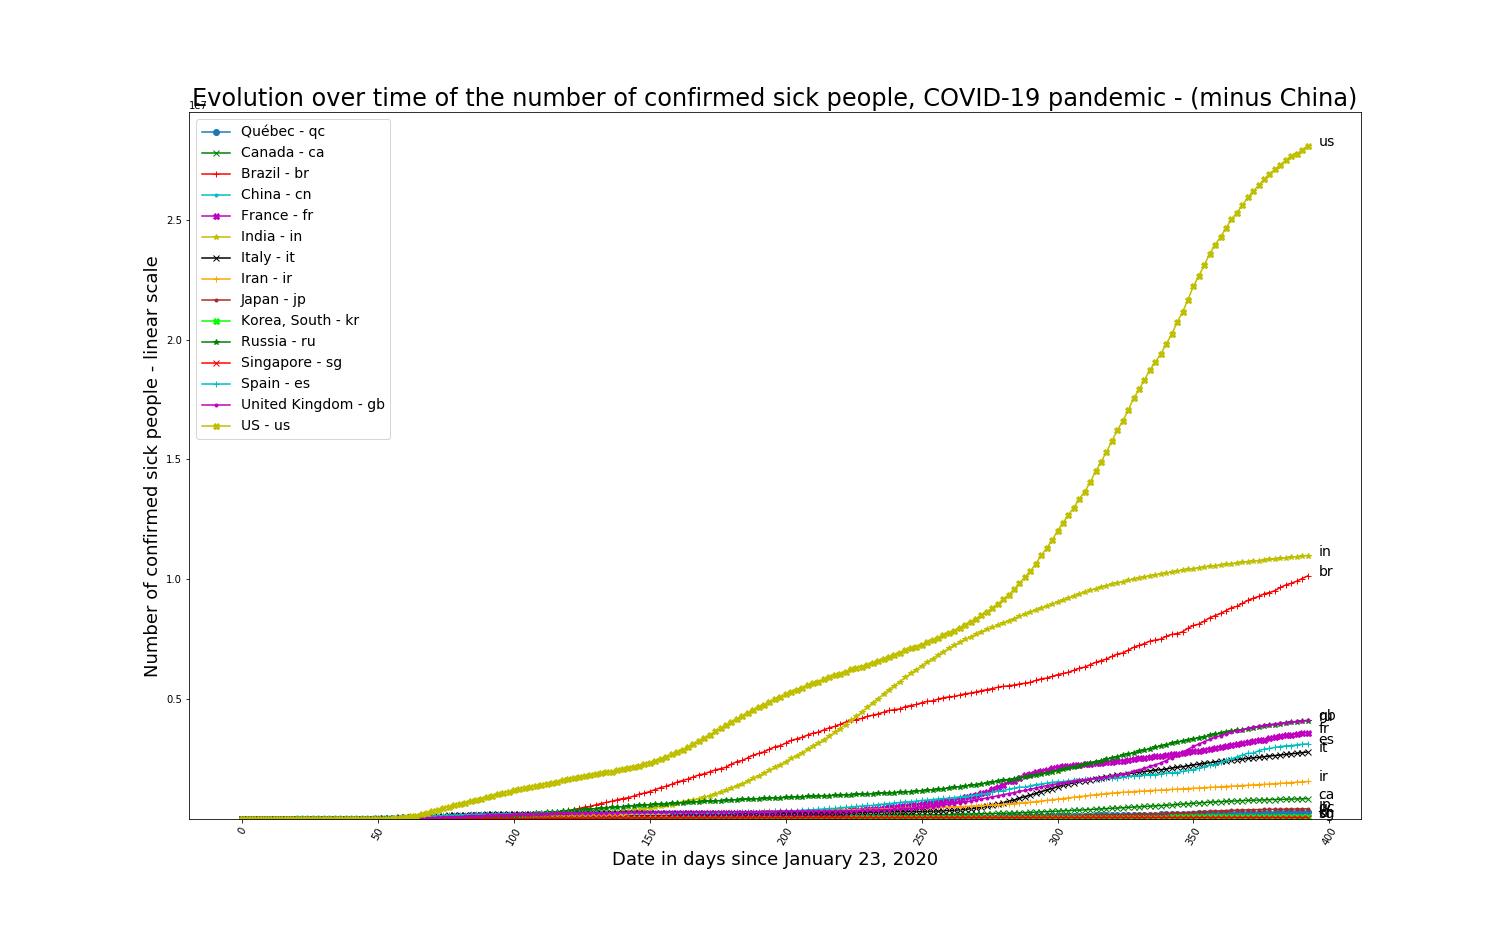 Evolution over time of the number of confirmed sick people, COVID-19 pandemic - (minus China)
1e7
Québec - qc
Canada - ca
Brazil - br
China - cn
France - fr
India - in
Italy - it
Iran - ir
Japan - jp
Korea, South - kr
Russia - ru
Singapore - sg
Spain - es
United Kingdom - gb
US - us
Number of confirmed sick people - linear scale
2.5
2.0
1.5
1.0
0.5
us
in
br
gb
fr
es
it
ir
ca
sg
0
50
100
150
200
250
300
350
400
Date in days since January 23, 2020